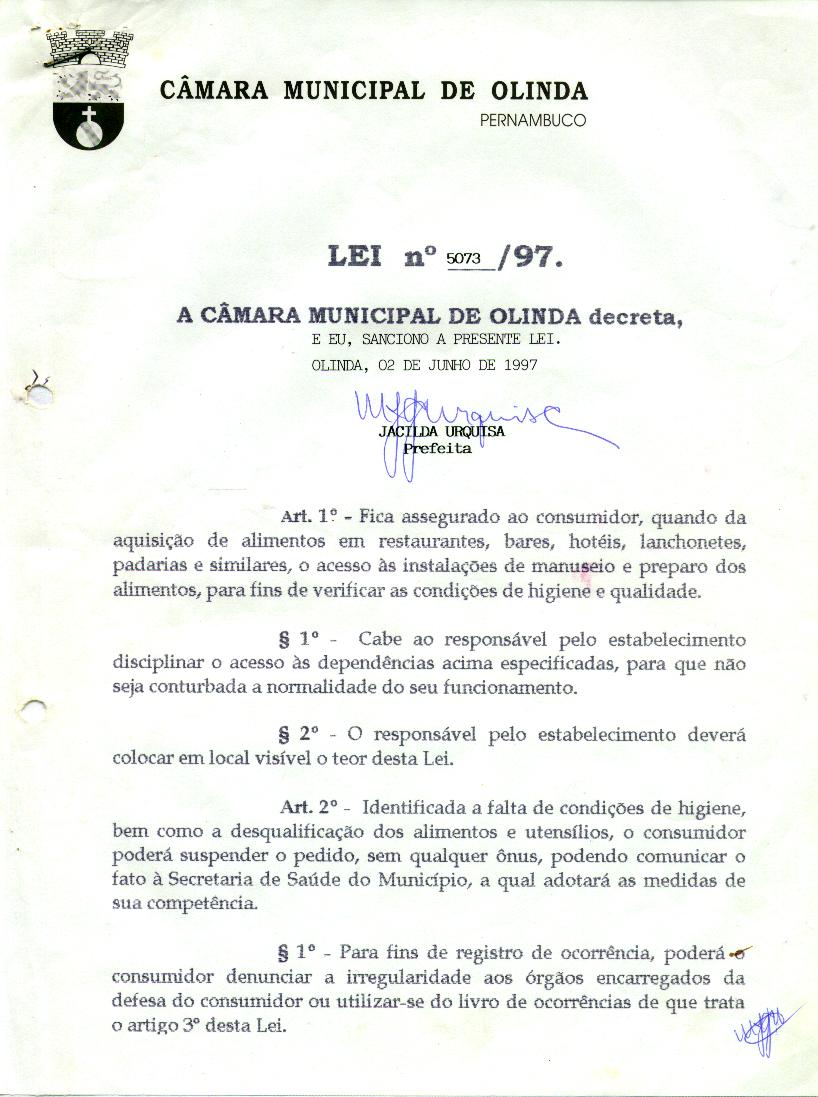 CÂMARA MUNICIPAL DE OLINDA
PERNAMBUCO
LEI nº 5073/97.
A CÂMARA MUNICIPAL DE OLINDA decreta,
E EU, SANCIONO A PRESENTE LEI.
OLINDA, 02 DE JUNHO DE 1997
JACILDA URQUISA
Prefeita
Art. 1º - Fica assegurado ao consumidor, quando da
aquisição de alimentos em restaurantes, bares, hotéis, lanchonetes,
padarias e similares, o acesso às instalações de manuseio e preparo dos
alimentos, para fins de verificar as condições de higiene e qualidade.
§ 1º - Cabe ao responsável pelo estabelecimento
disciplinar o acesso às dependências acima especificadas, para que não
seja conturbada a normalidade do seu funcionamento.
§ 2º - O responsável pelo estabelecimento deverá
colocar em local visível o teor desta Lei.
Art. 2º - Identificada a falta de condições de higiene,
bem como a desqualificação dos alimentos e utensílios, o consumidor
poderá suspender o pedido, sem qualquer ônus, podendo comunicar o
fato à Secretaria de Saúde do Município, a qual adotará as medidas de
sua competência.
§ 1º - Para fins de registro de ocorrência, poderá o
consumidor denunciar a irregularidade aos órgãos encarregados da
defesa do consumidor ou utilizar-se do livro de ocorrências de que trata
o artigo 3º desta Lei.